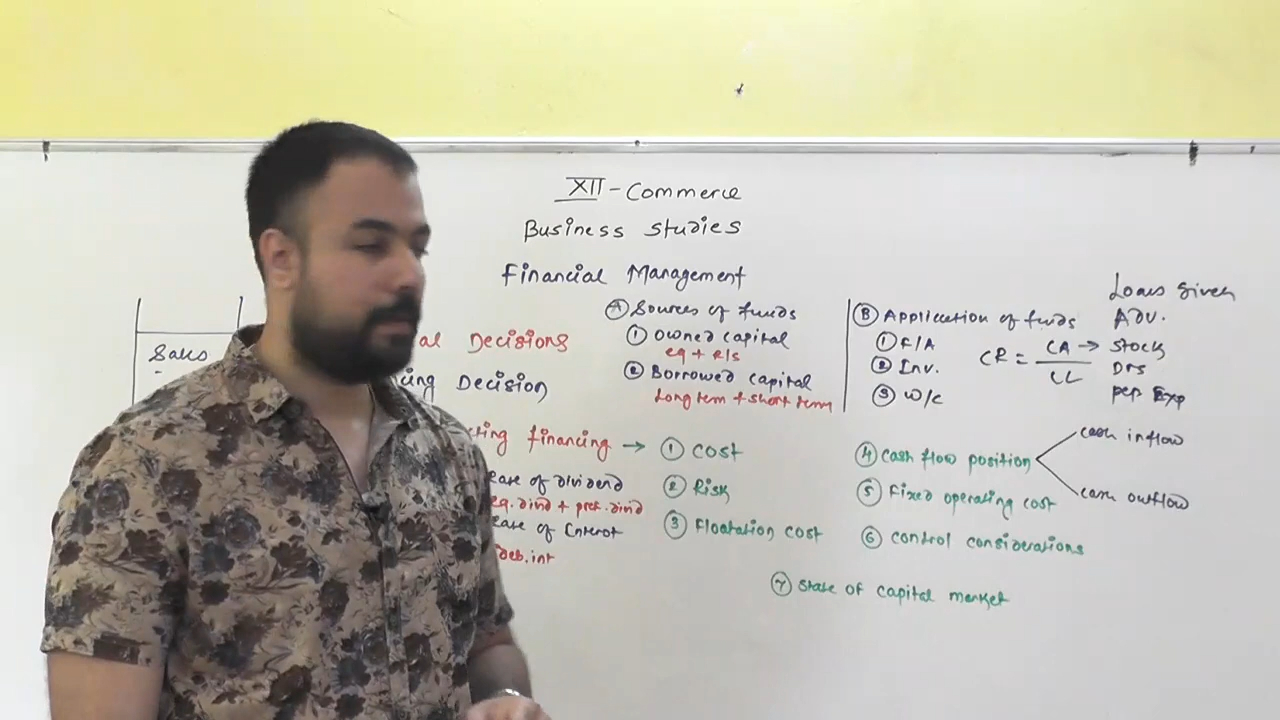 XII - Commerce
Business Studies
Financial Management
Sales
al Decisions
cing Decision
cting financing →
Rate of dividend
eq. divd + pref. divd
Rate of Interst
deb. int
(A) Sources of funds
① Owned capital
eq + R/S
② Borrowed capital
Long term + short term
(B) Application of funds
① F/A
② Inv.
③ W/C
CR = CA / CL
→
Loans Given
Adv.
Stock
Drs
pep Exp
① Cost
② Risk
③ Floatation cost
④ Cash flow position
cash inflow
cash outflow
⑤ Fixed operating cost
⑥ control considerations
⑦ State of capital market